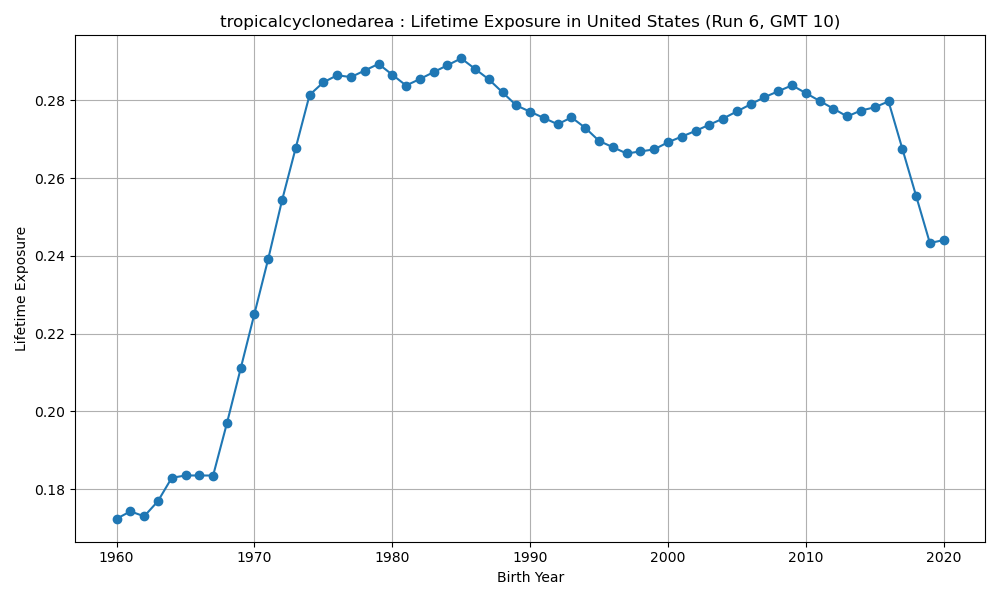 tropicalcyclonedarea : Lifetime Exposure in United States (Run 6, GMT 10)
Lifetime Exposure
0.28
0.26
0.24
0.22
0.20
0.18
1960 1970 1980 1990 2000 2010 2020
Birth Year